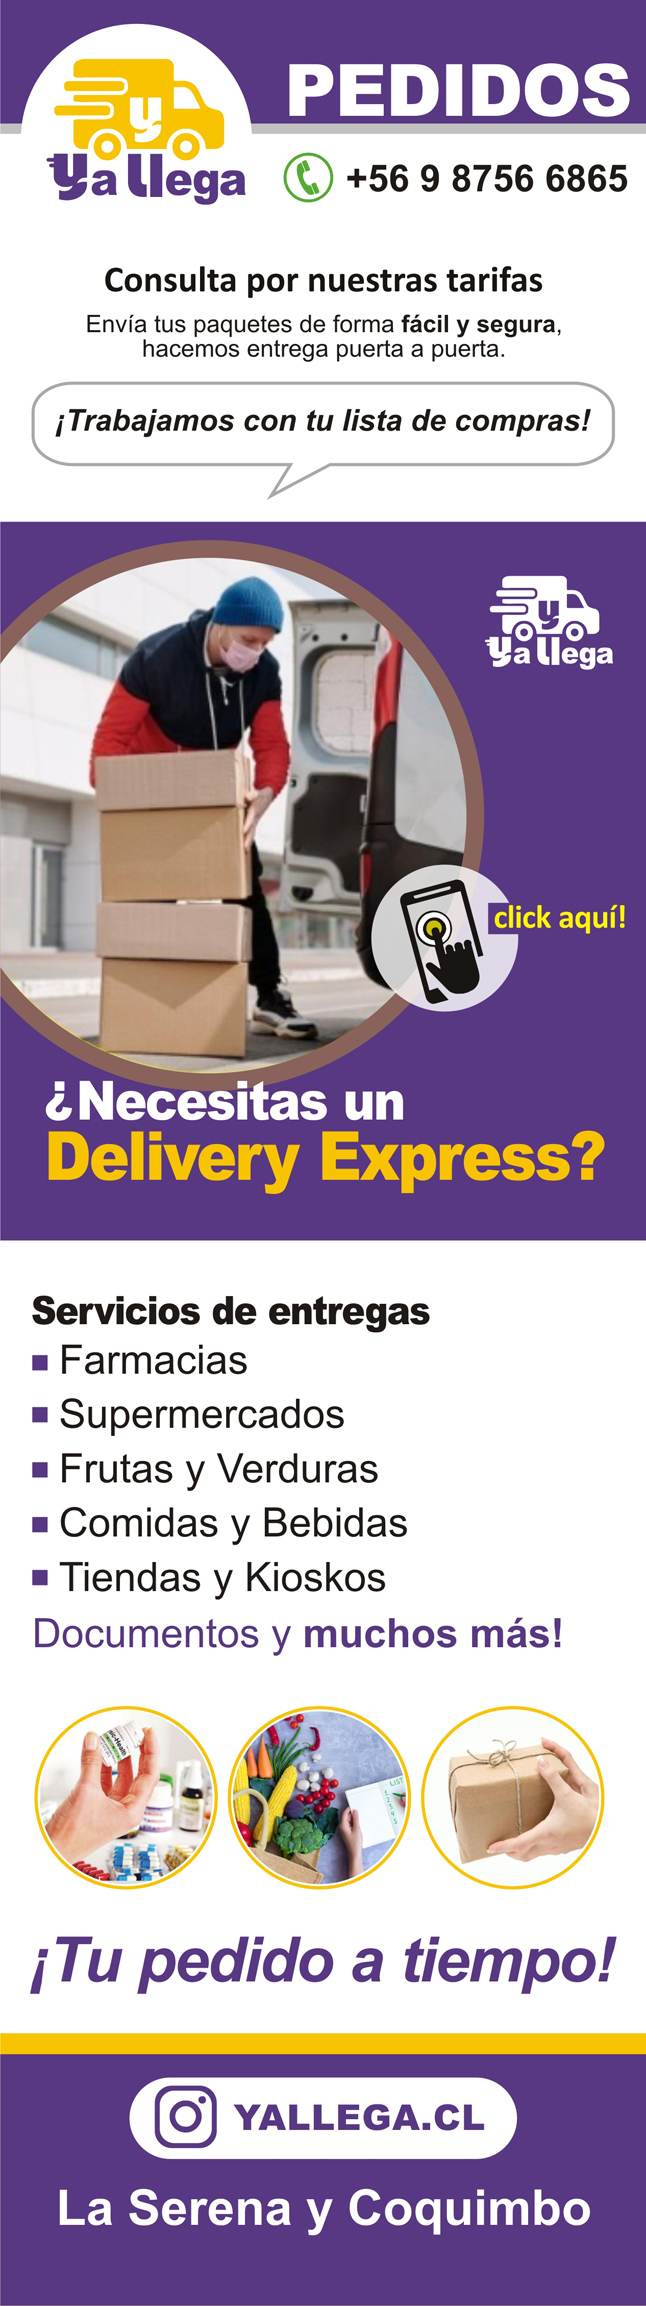 y
Ya llega
PEDIDOS
+56 9 8756 6865
Consulta por nuestras tarifas
Envía tus paquetes de forma fácil y segura,
hacemos entrega puerta a puerta.
¡Trabajamos con tu lista de compras!
y
Ya llega
click aquí!
¿Necesitas un
Delivery Express?
Servicios de entregas
Farmacias
Supermercados
Frutas y Verduras
Comidas y Bebidas
Tiendas y Kioskos
Documentos y muchos más!
LIST
¡Tu pedido a tiempo!
YALLEGA.CL
La Serena y Coquimbo